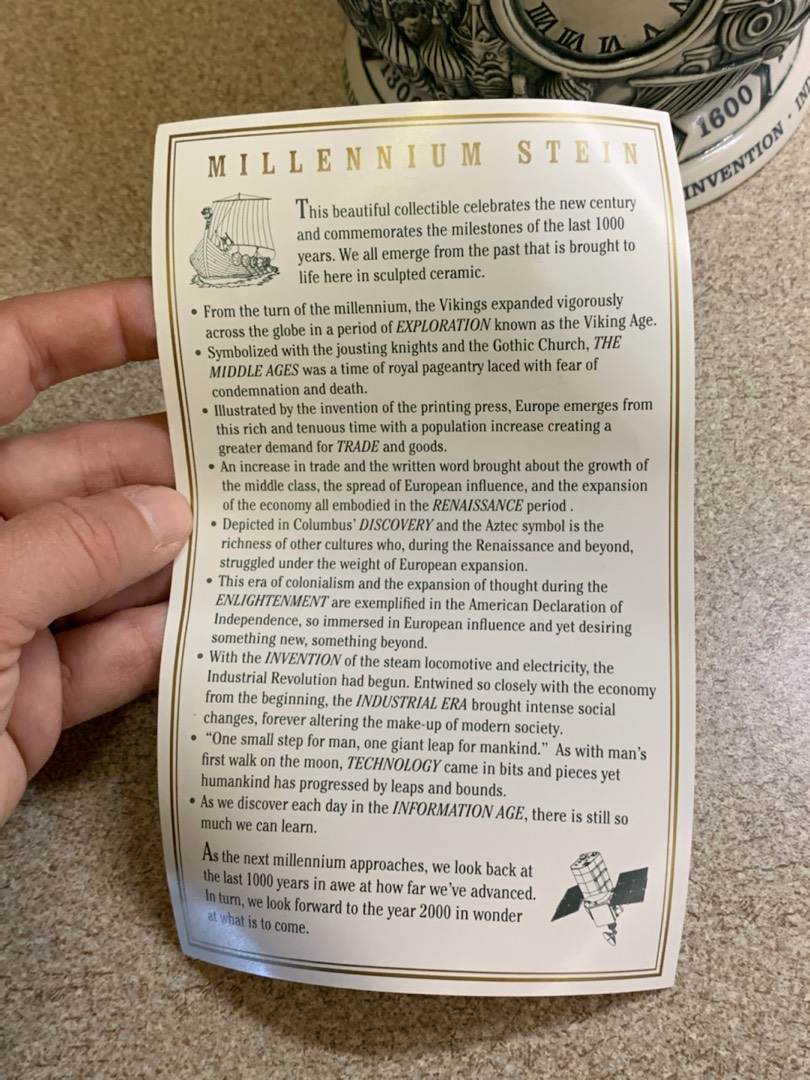 1300
1600
INVENTION · IN
MILLENNIUM STEIN
This beautiful collectible celebrates the new century
and commemorates the milestones of the last 1000
years. We all emerge from the past that is brought to
life here in sculpted ceramic.
• From the turn of the millennium, the Vikings expanded vigorously
across the globe in a period of EXPLORATION known as the Viking Age.
• Symbolized with the jousting knights and the Gothic Church, THE
MIDDLE AGES was a time of royal pageantry laced with fear of
condemnation and death.
• Illustrated by the invention of the printing press, Europe emerges from
this rich and tenuous time with a population increase creating a
greater demand for TRADE and goods.
• An increase in trade and the written word brought about the growth of
the middle class, the spread of European influence, and the expansion
of the economy all embodied in the RENAISSANCE period .
• Depicted in Columbus' DISCOVERY and the Aztec symbol is the
richness of other cultures who, during the Renaissance and beyond,
struggled under the weight of European expansion.
• This era of colonialism and the expansion of thought during the
ENLIGHTENMENT are exemplified in the American Declaration of
Independence, so immersed in European influence and yet desiring
something new, something beyond.
• With the INVENTION of the steam locomotive and electricity, the
Industrial Revolution had begun. Entwined so closely with the economy
from the beginning, the INDUSTRIAL ERA brought intense social
changes, forever altering the make-up of modern society.
• “One small step for man, one giant leap for mankind.” As with man's
first walk on the moon, TECHNOLOGY came in bits and pieces yet
humankind has progressed by leaps and bounds.
• As we discover each day in the INFORMATION AGE, there is still so
much we can learn.
As the next millennium approaches, we look back at
the last 1000 years in awe at how far we've advanced.
In turn, we look forward to the year 2000 in wonder
at what is to come.